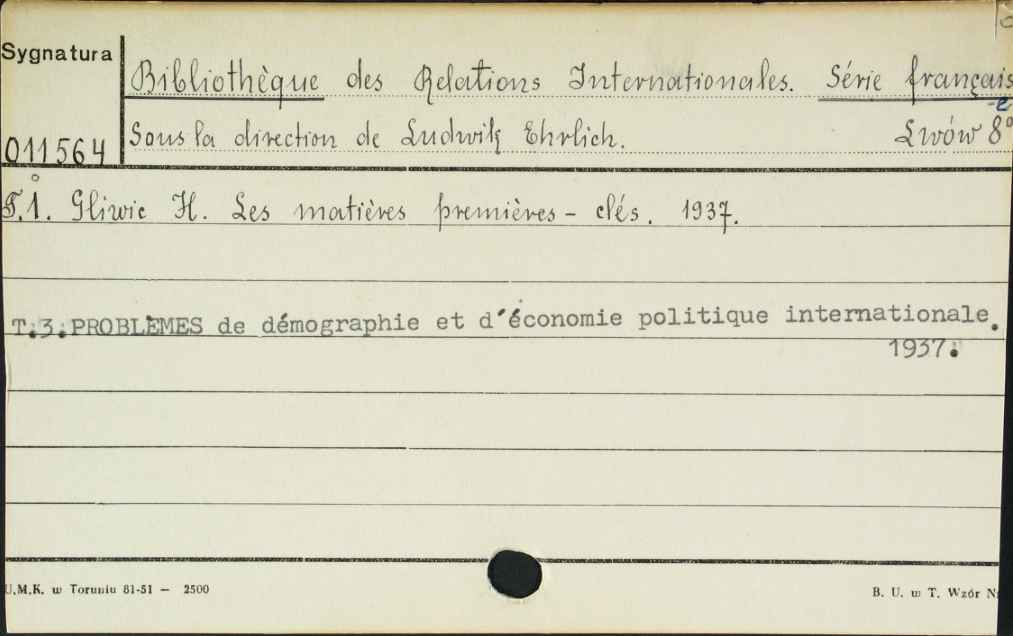 Sygnatura
Bibliothèque des Relations Internationales. Série français
-e
011564
Sous la direction de Ludwik Ehrlich. Lwów 8°
T.1. Gliwic H. Les matières premières - clés. 1937.
T.3. PROBLÈMES de démographie et d'économie politique internationale.
1937.
U.M.K. w Toruniu 81-51 — 2500
B. U. w T. Wzór N